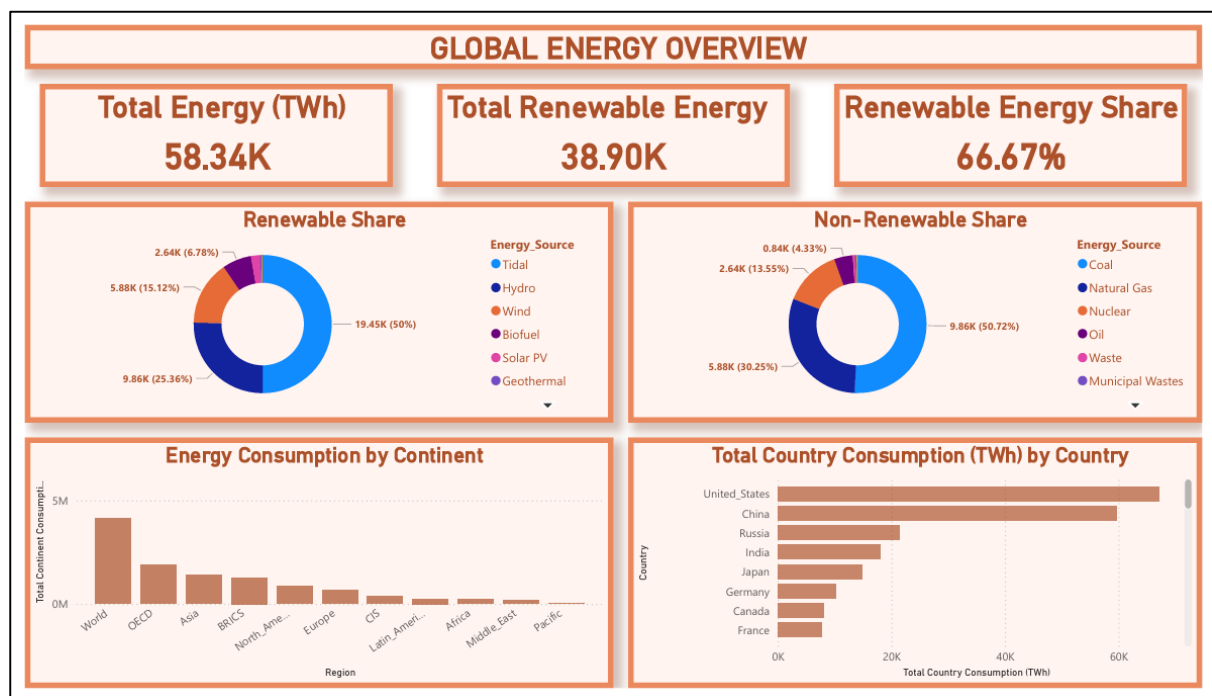 GLOBAL ENERGY OVERVIEW
Total Energy (TWh)
58.34K
Total Renewable Energy
38.90K
Renewable Energy Share
66.67%
Renewable Share
2.64K (6.78%)
5.88K (15.12%)
9.86K (25.36%)
19.45K (50%)
Energy_Source
Tidal
Hydro
Wind
Biofuel
Solar PV
Geothermal
Non-Renewable Share
0.84K (4.33%)
2.64K (13.55%)
5.88K (30.25%)
9.86K (50.72%)
Energy_Source
Coal
Natural Gas
Nuclear
Oil
Waste
Municipal Wastes
Energy Consumption by Continent
Total Continent Consumpti...
5M
0M
World
OECD
Asia
BRICS
North_Ame...
Europe
CIS
Latin_Ameri...
Africa
Middle_East
Pacific
Region
Total Country Consumption (TWh) by Country
Country
United_States
China
Russia
India
Japan
Germany
Canada
France
0K
20K
40K
60K
Total Country Consumption (TWh)